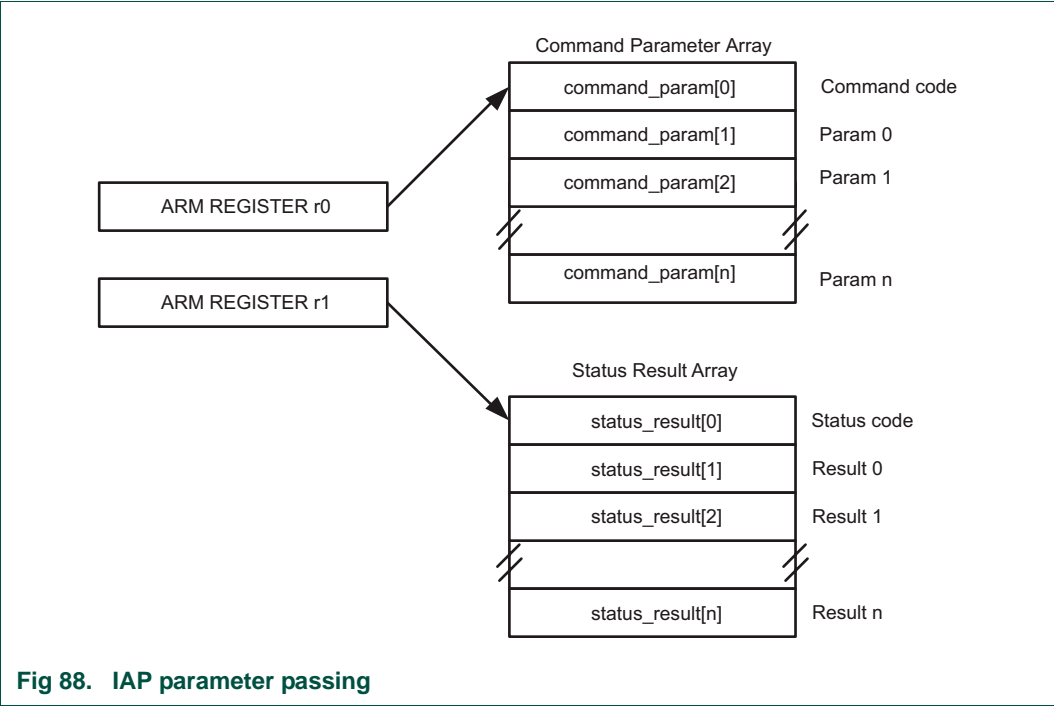 Command Parameter Array
command_param[0] Command code
command_param[1] Param 0
command_param[2] Param 1
ARM REGISTER r0
command_param[n] Param n
ARM REGISTER r1
Status Result Array
status_result[0] Status code
status_result[1] Result 0
status_result[2] Result 1
status_result[n] Result n
Fig 88. IAP parameter passing